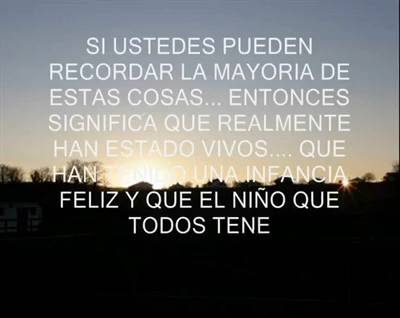 SI USTEDES PUEDEN
RECORDAR LA MAYORIA DE
ESTAS COSAS... ENTONCES
SIGNIFICA QUE REALMENTE
HAN ESTADO VIVOS.... QUE
HAN TENIDO UNA INFANCIA
FELIZ Y QUE EL NIÑO QUE
TODOS TENE